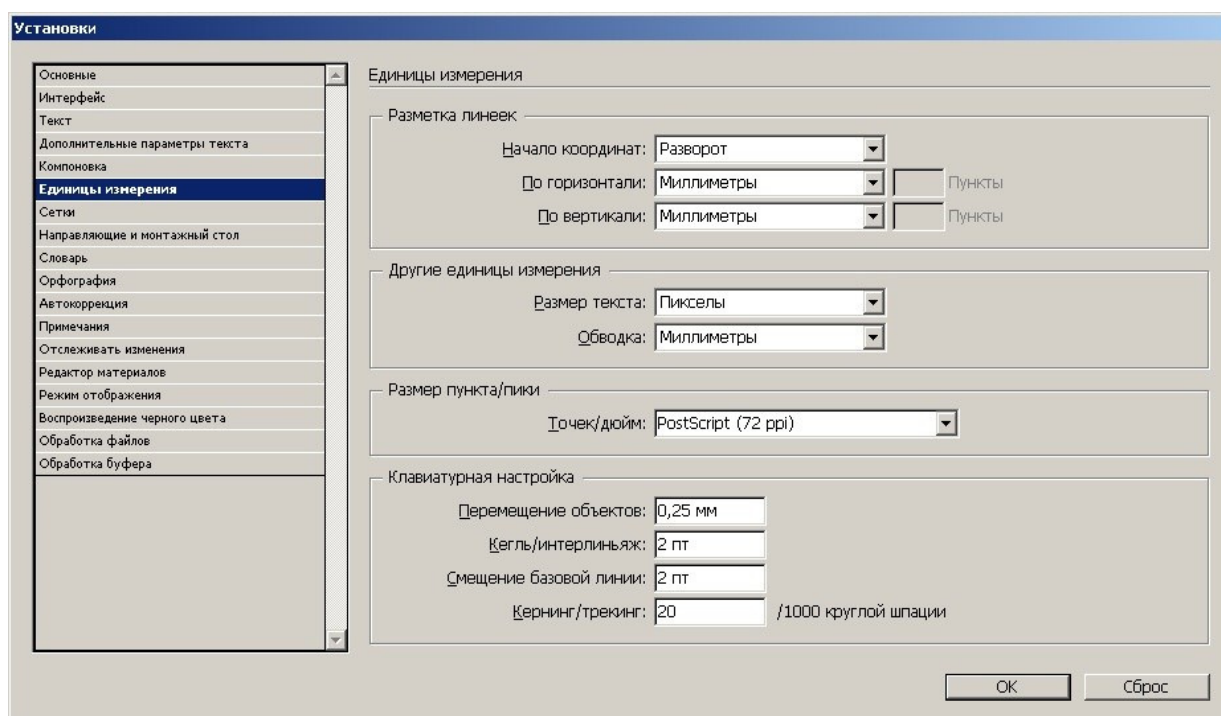 Установки
Основные
Интерфейс
Текст
Дополнительные параметры текста
Компоновка
Единицы измерения
Сетки
Направляющие и монтажный стол
Словарь
Орфография
Автокоррекция
Примечания
Отслеживать изменения
Редактор материалов
Режим отображения
Воспроизведение черного цвета
Обработка файлов
Обработка буфера
Единицы измерения
Разметка линеек
Начало координат: Разворот
По горизонтали: Миллиметры Пункты
По вертикали: Миллиметры Пункты
Другие единицы измерения
Размер текста: Пикселы
Обводка: Миллиметры
Размер пункта/пики
Точек/дюйм: PostScript (72 ppi)
Клавиатурная настройка
Перемещение объектов: 0,25 мм
Кегль/интерлиньяж: 2 пт
Смещение базовой линии: 2 пт
Кернинг/трекинг: 20 /1000 круглой шпации
OK Сброс